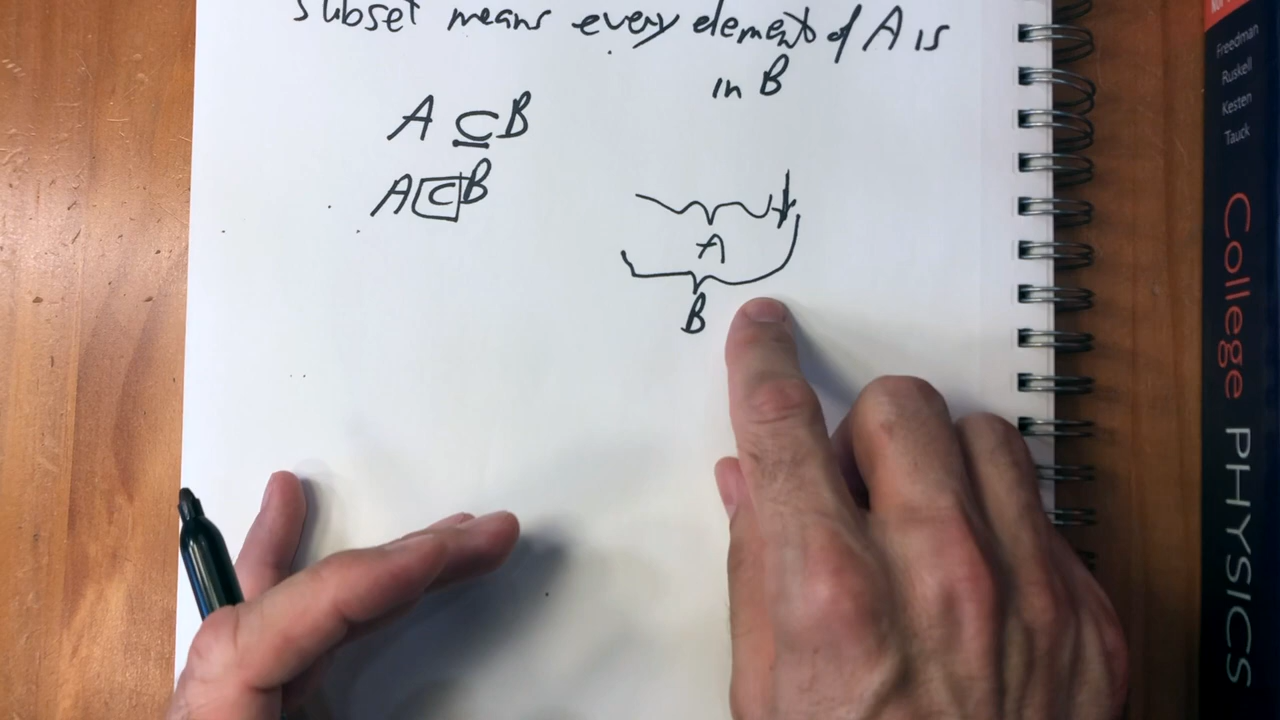 subset means every element of A is
in B
A ⊆ B
A ⊂ B
A
B
Freedman
Ruskell
Kesten
Tauck
College PHYSICS